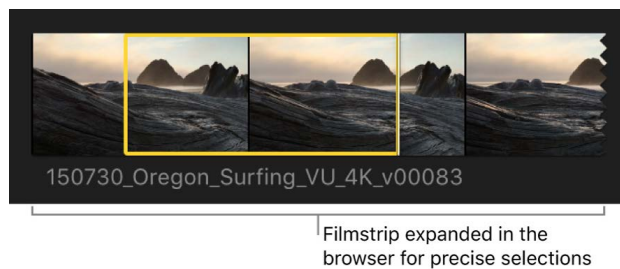 150730_Oregon_Surfing_VU_4K_v00083
Filmstrip expanded in the
browser for precise selections